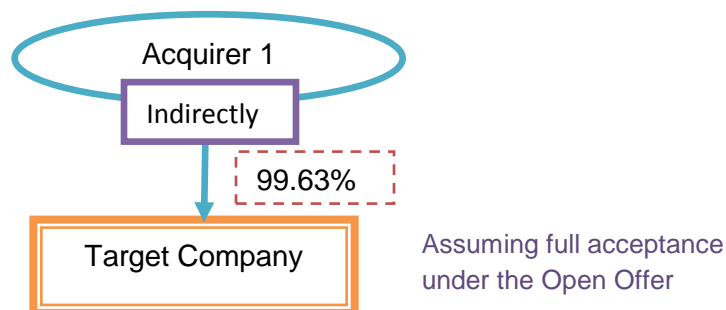 Acquirer 1
Indirectly
99.63%
Target Company
Assuming full acceptance
under the Open Offer